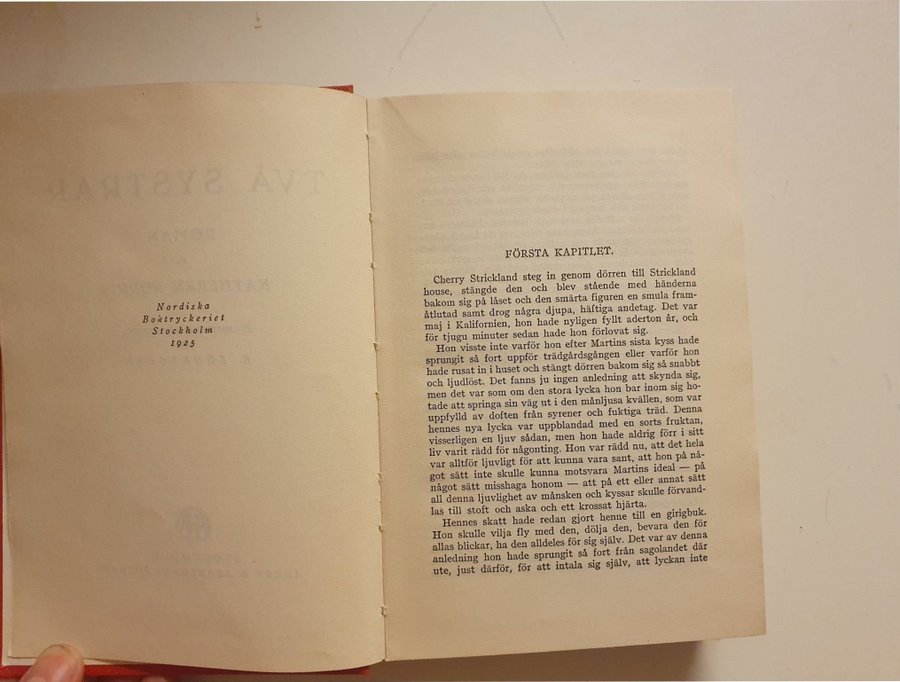 Nordiska
Boktryckeriet
Stockholm
1925
FÖRSTA KAPITLET.
Cherry Strickland steg in genom dörren till Strickland
house, stängde den och blev stående med händerna
bakom sig på låset och den smärta figuren en smula fram-
åtlutad samt drog några djupa, häftiga andetag. Det var
maj i Kalifornien, hon hade nyligen fyllt aderton år, och
för tjugu minuter sedan hade hon förlovat sig.
Hon visste inte varför hon efter Martins sista kyss hade
sprungit så fort uppför trädgårdsgången eller varför hon
hade rusat in i huset och stängt dörren bakom sig så snabbt
och ljudlöst. Det fanns ju ingen anledning att skynda sig,
men det var som om den stora lycka hon bar inom sig ho-
tade att springa sin väg ut i den månljusa kvällen, som var
uppfylld av doften från syrener och fuktiga träd. Denna
hennes nya lycka var uppblandad med en sorts fruktan,
visserligen en ljuv sådan, men hon hade aldrig förr i sitt
liv varit rädd för någonting. Hon var rädd nu, att det hela
var alltför ljuvligt för att kunna vara sant, att hon på nå-
got sätt inte skulle kunna motsvara Martins ideal — på
något sätt misshaga honom — att på ett eller annat sätt
all denna ljuvlighet av månsken och kyssar skulle förvand-
las till stoft och aska och ett krossat hjärta.
Hennes skatt hade redan gjort henne till en girigbuk.
Hon skulle vilja fly med den, dölja den, bevara den för
allas blickar, ha den alldeles för sig själv. Det var av denna
anledning hon hade sprungit så fort från sagolandet där
ute, just därför, för att intala sig själv, att lyckan inte
TVÅ SYSTRAR
ROMAN
KATHLEEN NORRIS